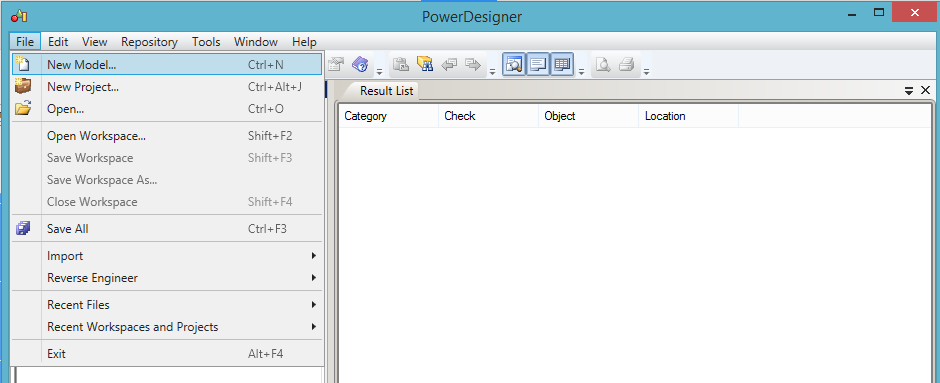 PowerDesigner
File Edit View Repository Tools Window Help
New Model... Ctrl+N
New Project... Ctrl+Alt+J
Open... Ctrl+O
Open Workspace... Shift+F2
Save Workspace Shift+F3
Save Workspace As...
Close Workspace Shift+F4
Save All Ctrl+F3
Import
Reverse Engineer
Recent Files
Recent Workspaces and Projects
Exit Alt+F4
Result List
Category Check Object Location